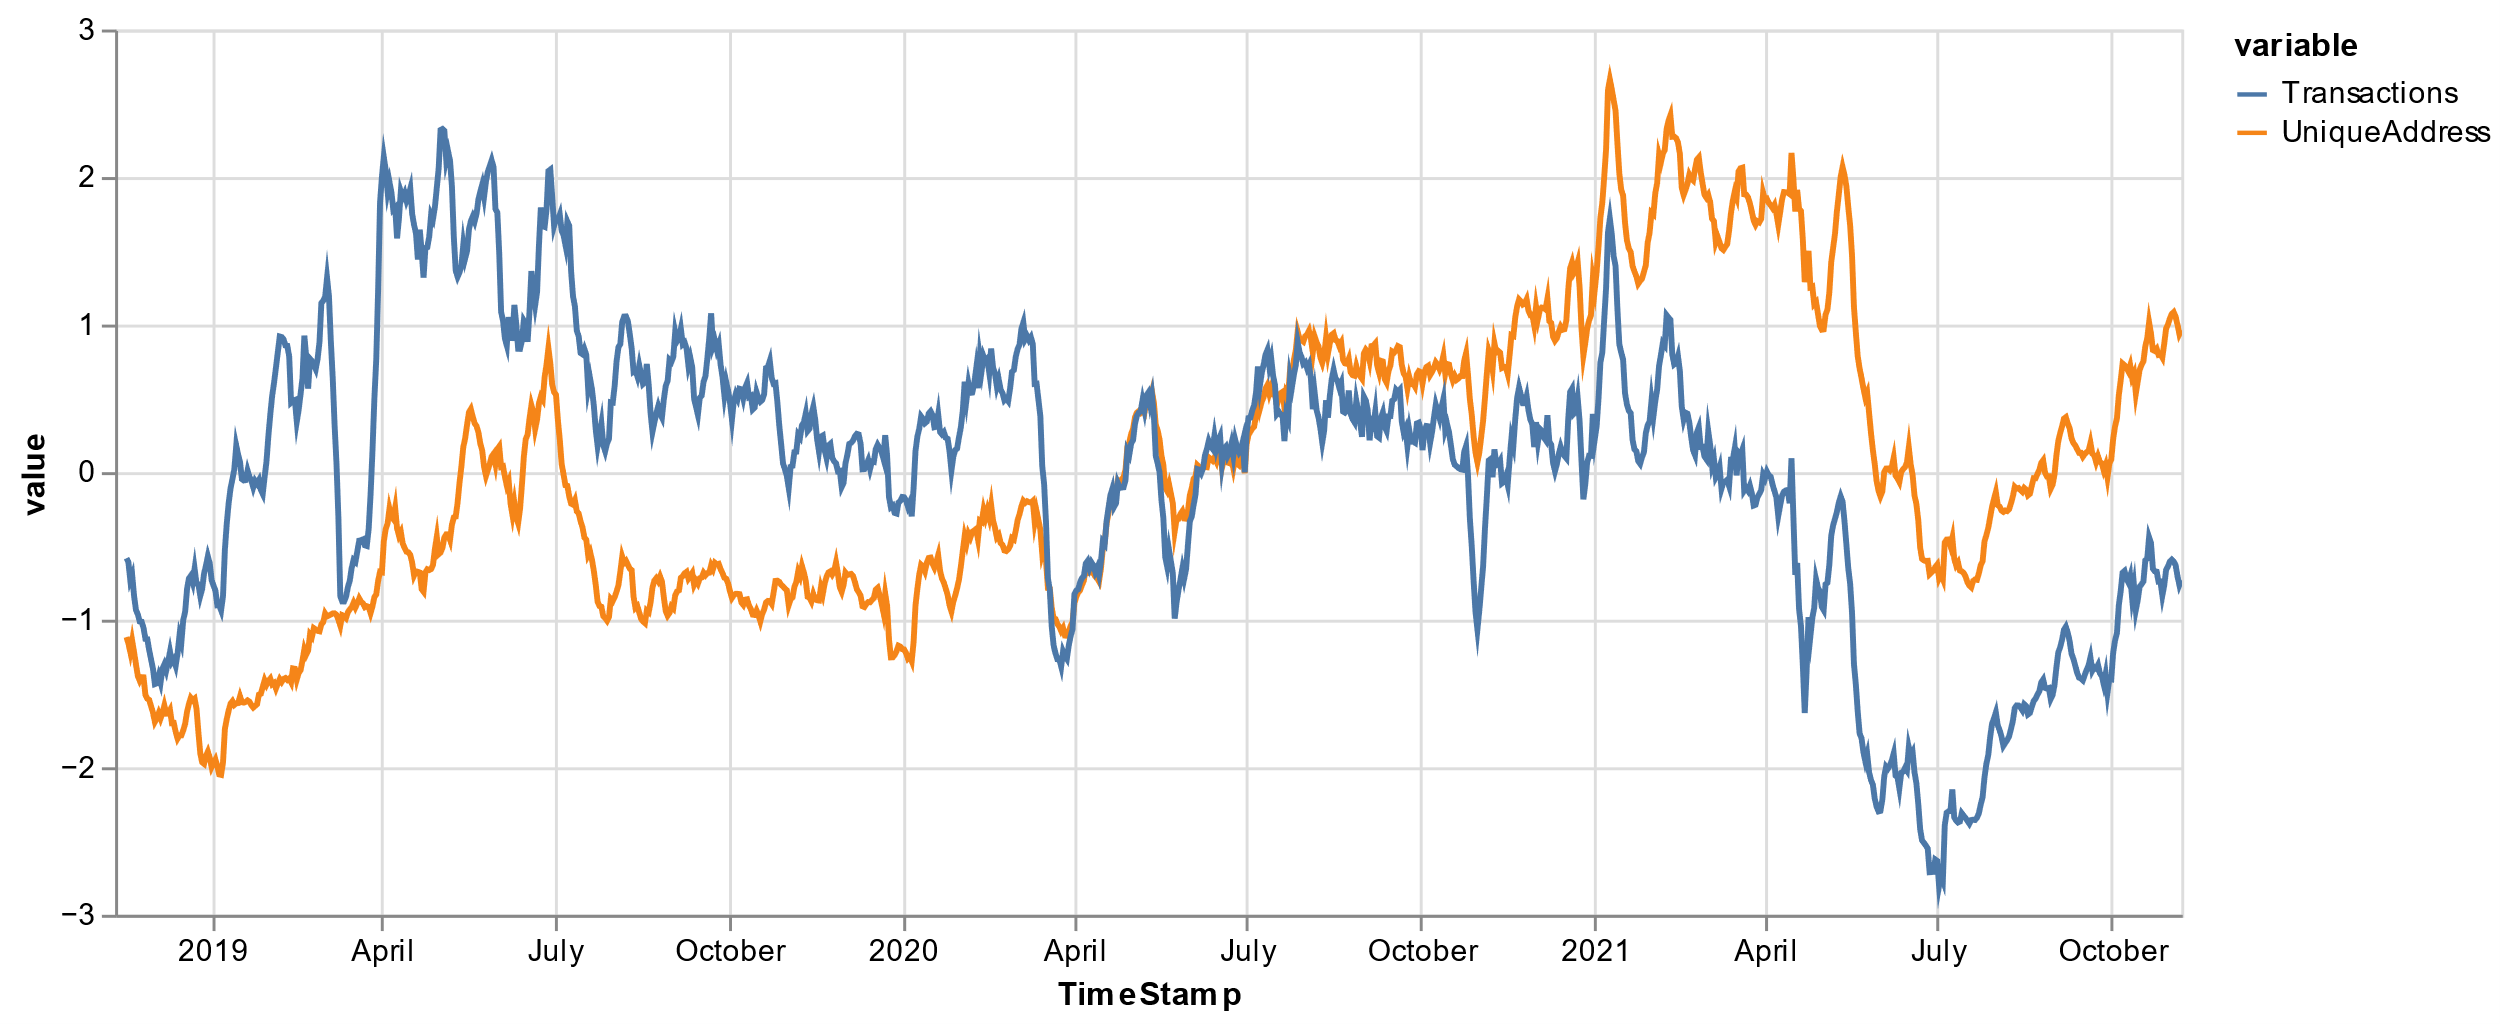 variable
Transactions
UniqueAddress
3
2
1
0
−1
−2
−3
value
2019 April July October 2020 April July October 2021 April July October
TimeStamp